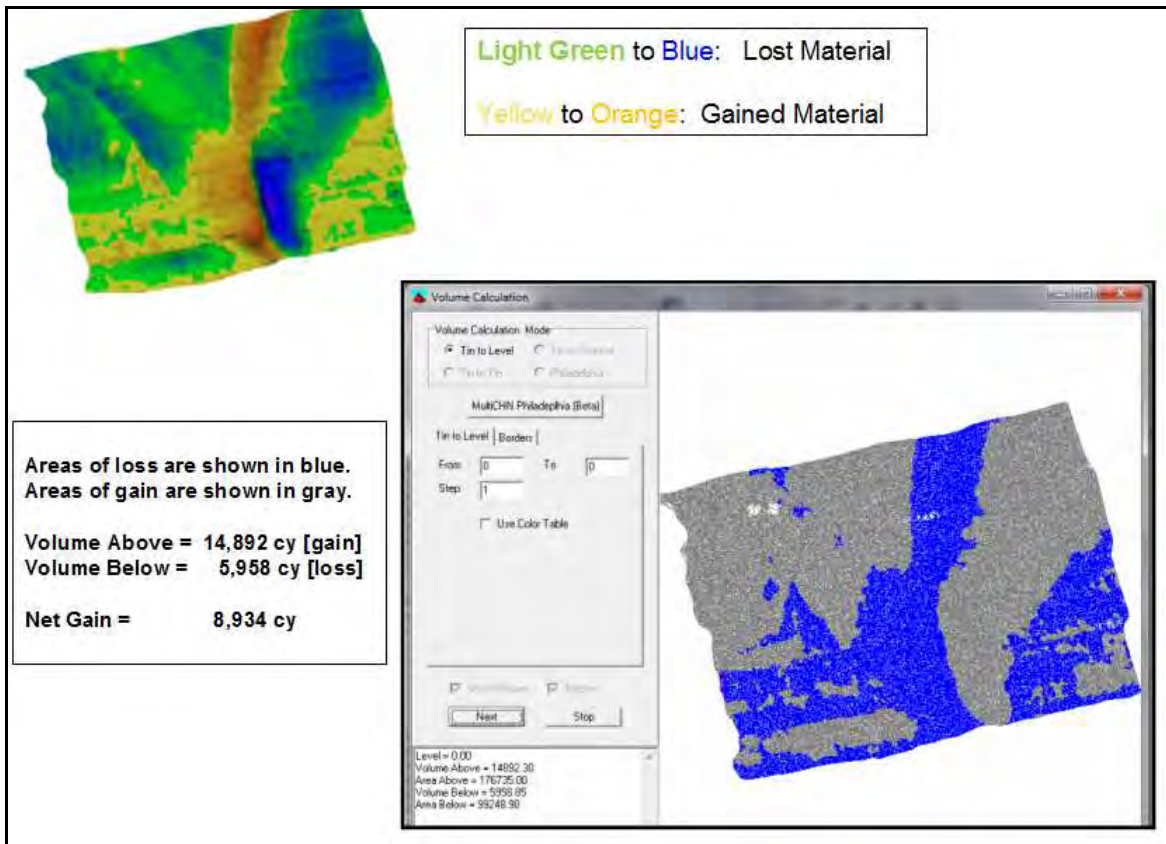 Light Green to Blue: Lost Material
Yellow to Orange: Gained Material
Volume Calculation
Volume Calculation Mode
Tin to Level
Philadelphia
MultiCHN Philadephia (Beta)
Tin to Level Borders
From 0 To 0
Step 1
Use Color Table
Next Stop
Level = 0.00
Volume Above = 14892.30
Area Above = 176735.00
Volume Below = 5958.85
Area Below = 99248.90
Areas of loss are shown in blue.
Areas of gain are shown in gray.
Volume Above = 14,892 cy [gain]
Volume Below = 5,958 cy [loss]
Net Gain = 8,934 cy